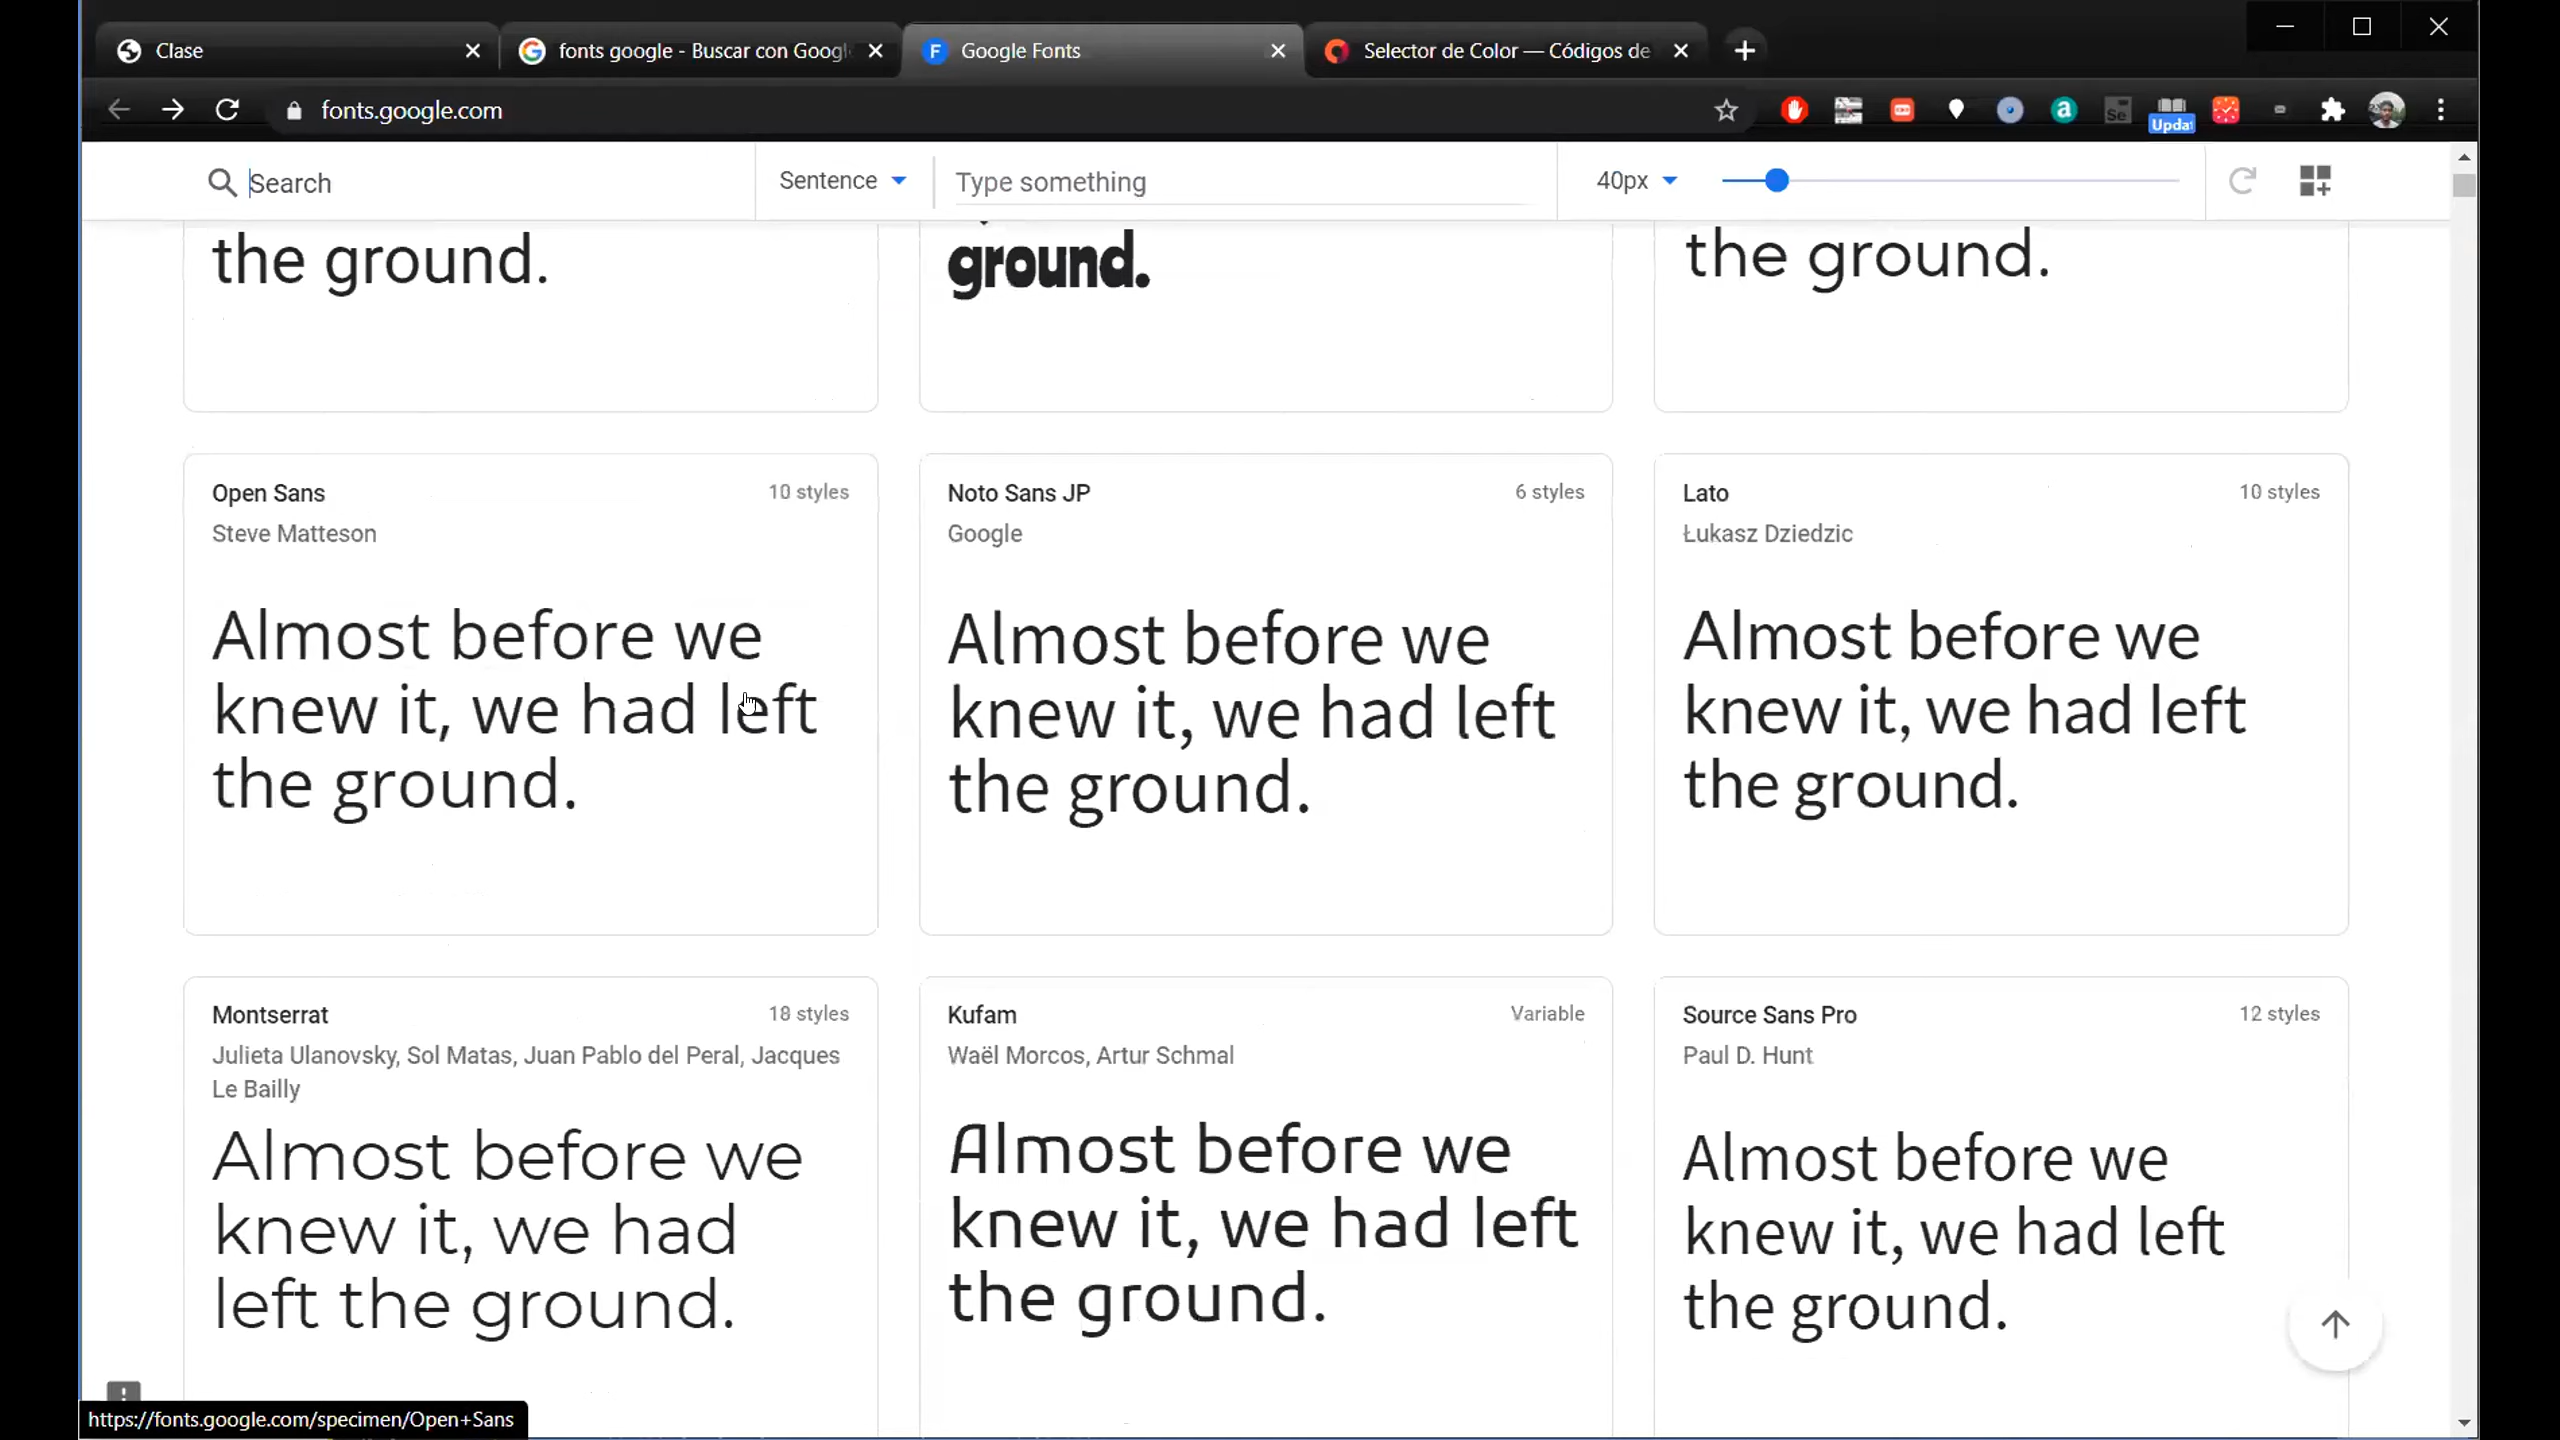 Clase
fonts google - Buscar con Googl
Google Fonts
Selector de Color — Códigos de
fonts.google.com
Se
Updat
Search
Sentence
Type something
40px
the ground.
ground.
the ground.
Open Sans
10 styles
Steve Matteson
Almost before we
knew it, we had left
the ground.
Noto Sans JP
6 styles
Google
Almost before we
knew it, we had left
the ground.
Lato
10 styles
Łukasz Dziedzic
Almost before we
knew it, we had left
the ground.
Montserrat
18 styles
Julieta Ulanovsky, Sol Matas, Juan Pablo del Peral, Jacques
Le Bailly
Almost before we
knew it, we had
left the ground.
Kufam
Variable
Waël Morcos, Artur Schmal
Almost before we
knew it, we had left
the ground.
Source Sans Pro
12 styles
Paul D. Hunt
Almost before we
knew it, we had left
the ground.
https://fonts.google.com/specimen/Open+Sans